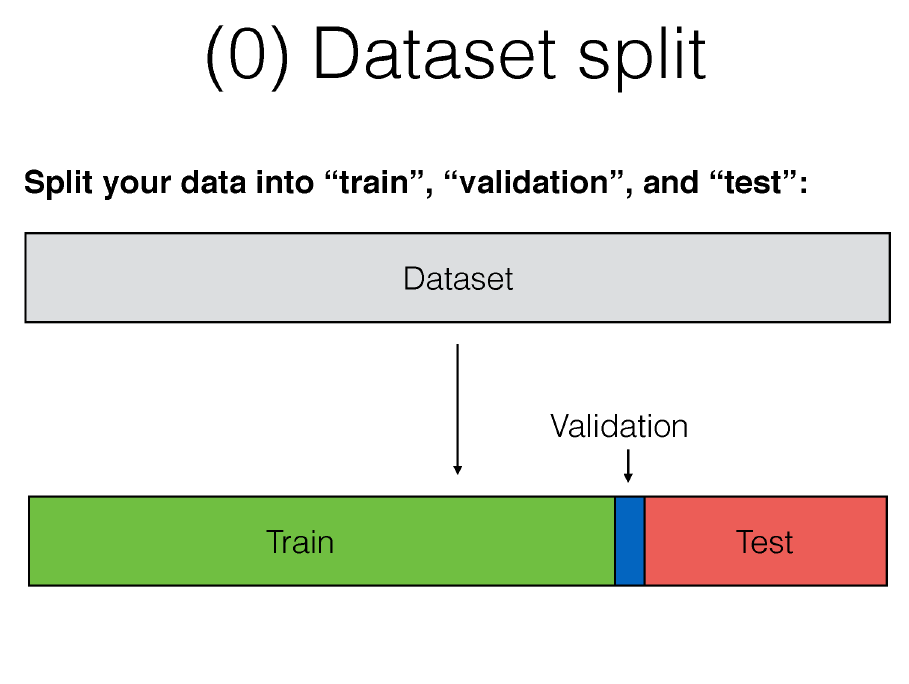 (0) Dataset split
Split your data into “train”, “validation”, and “test”:
Dataset
Validation
Train
Test